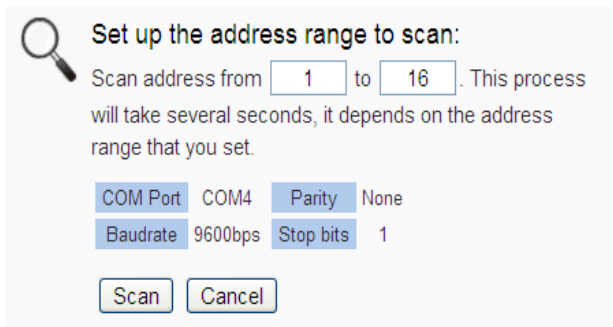 Set up the address range to scan:
Scan address from 1 to 16 . This process
will take several seconds, it depends on the address
range that you set.
COM Port COM4 Parity None
Baudrate 9600bps Stop bits 1
Scan Cancel